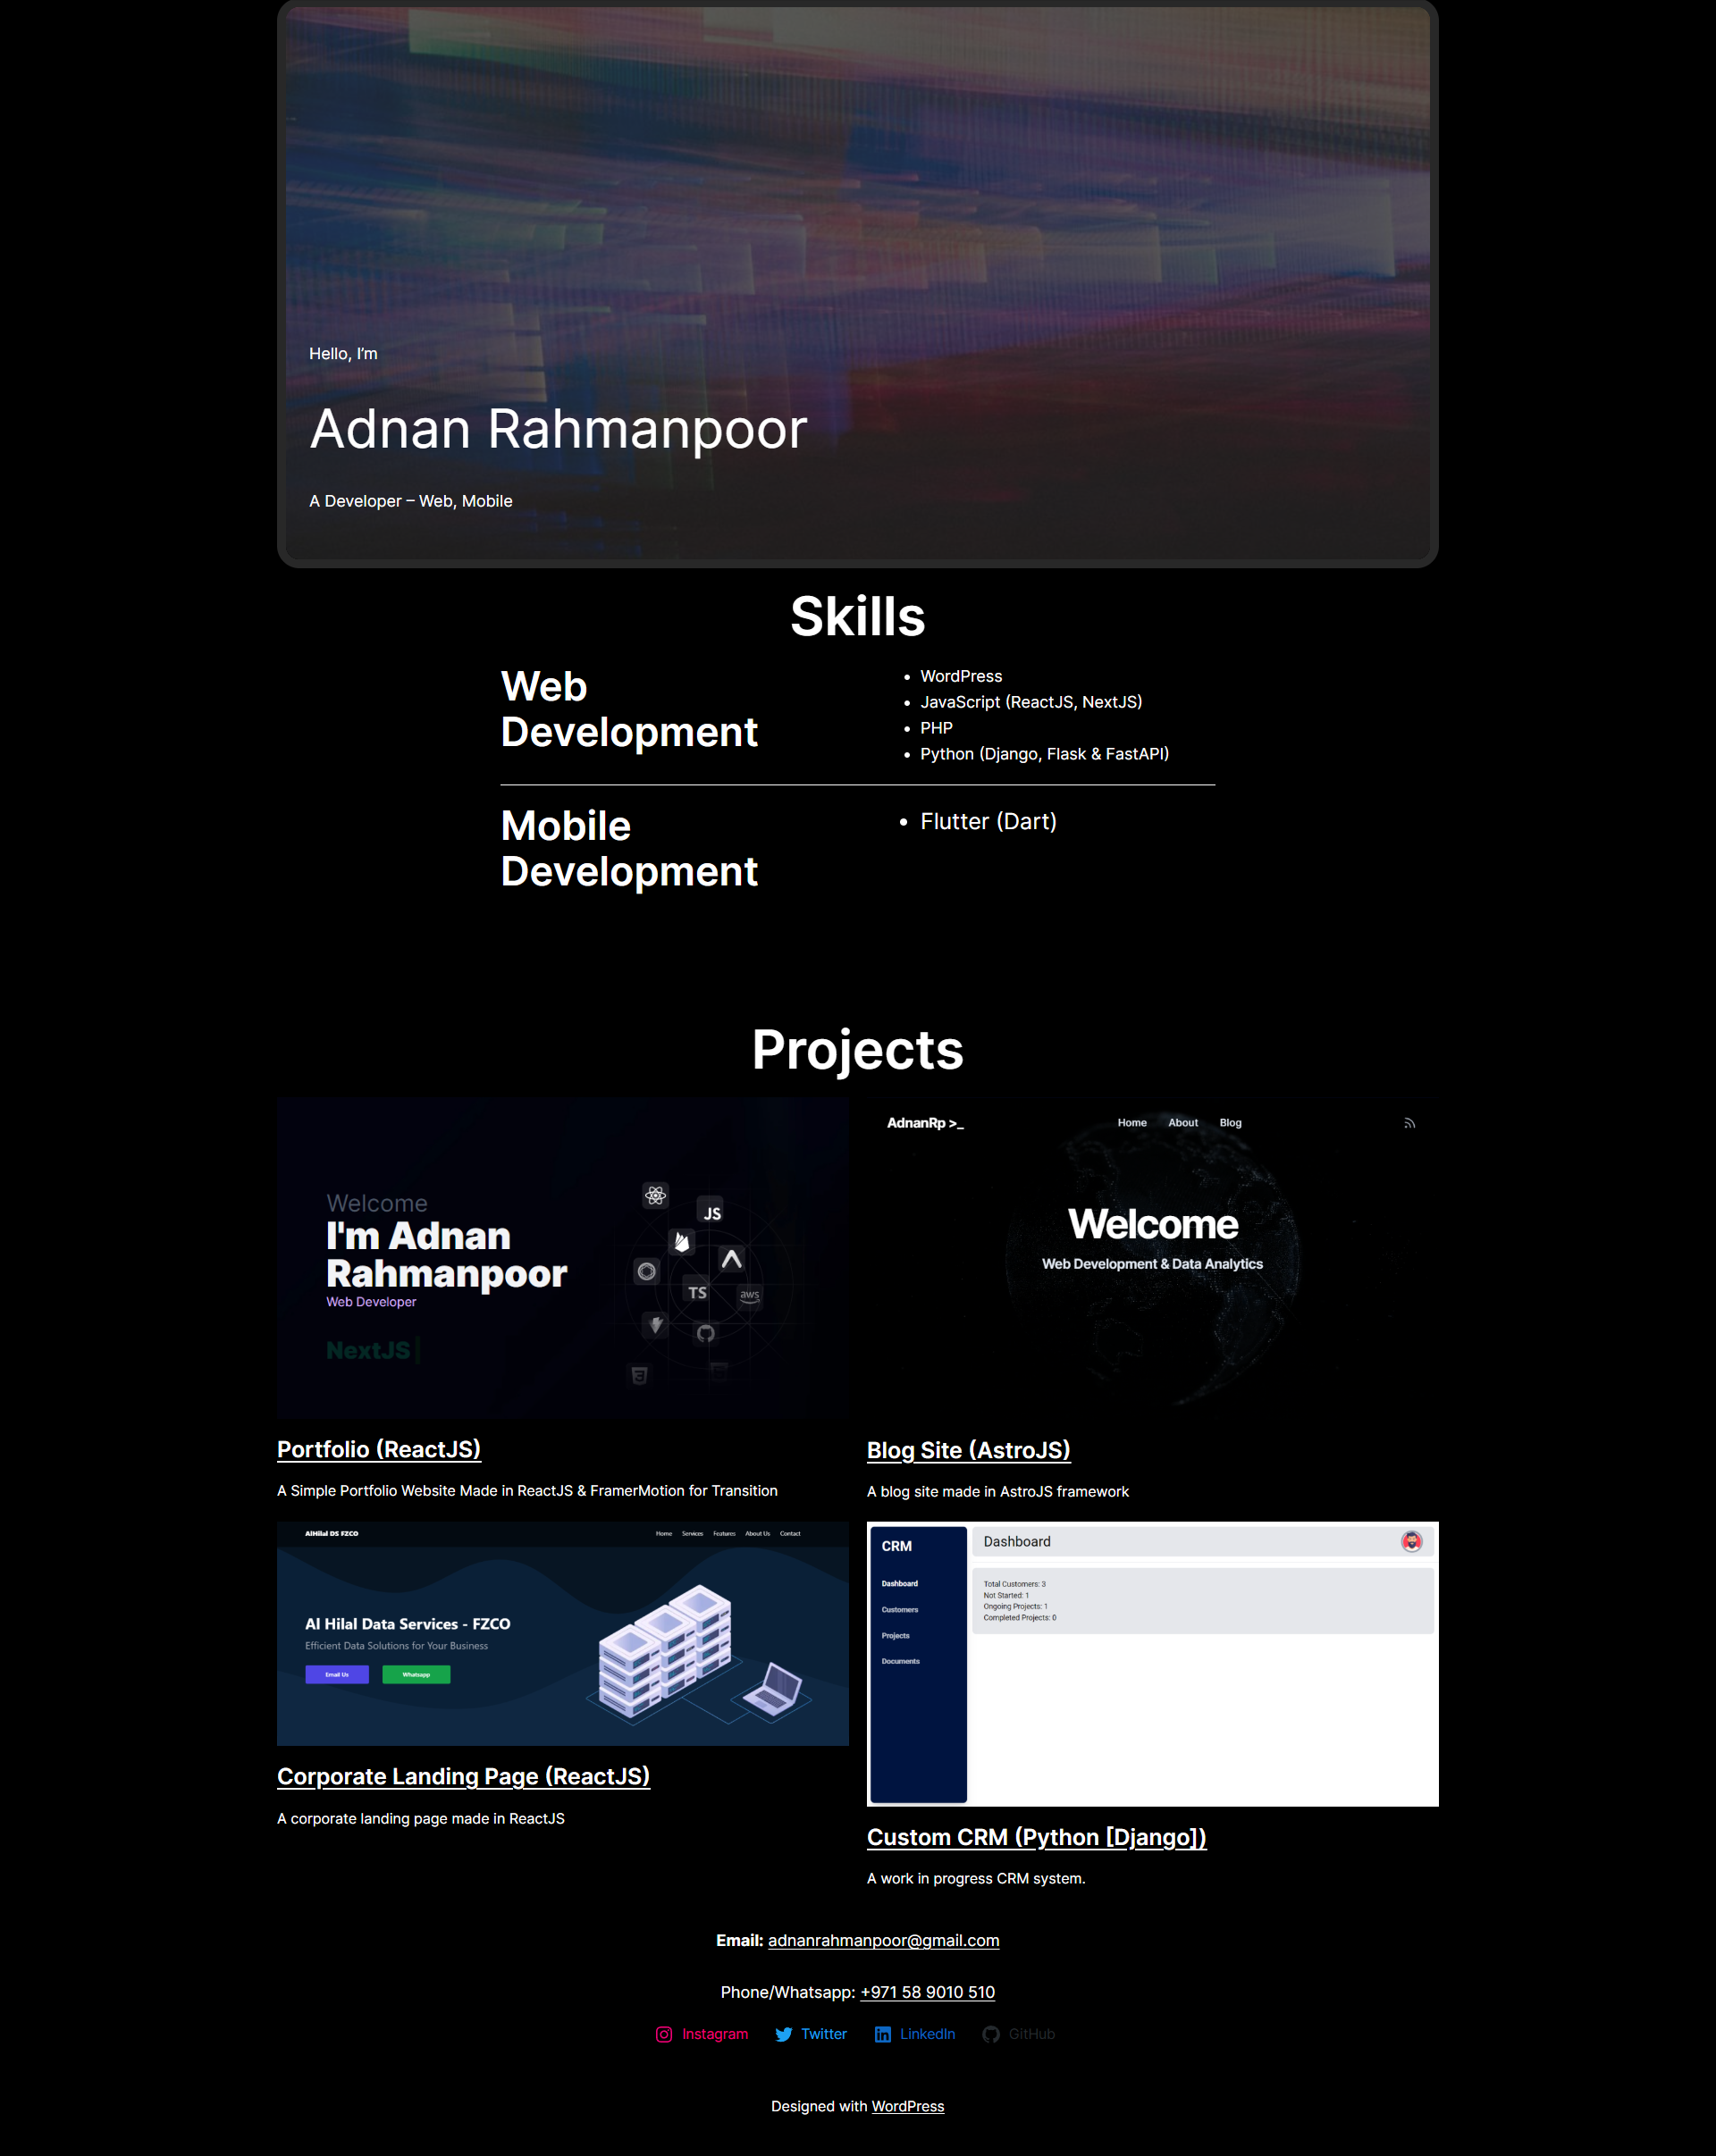 Hello, I’m
Adnan Rahmanpoor
A Developer – Web, Mobile
Skills
Web
Development
• WordPress
• JavaScript (ReactJS, NextJS)
• PHP
• Python (Django, Flask & FastAPI)
Mobile
Development
• Flutter (Dart)
Projects
Welcome
I'm Adnan
Rahmanpoor
Web Developer
NextJS
JS
TS
aws
Portfolio (ReactJS)
A Simple Portfolio Website Made in ReactJS & FramerMotion for Transition
AdnanRp >_
Home About Blog
Welcome
Web Development & Data Analytics
Blog Site (AstroJS)
A blog site made in AstroJS framework
AlHilal DS FZCO
Home Services Features About Us Contact
Al Hilal Data Services - FZCO
Efficient Data Solutions for Your Business
Email Us Whatsapp
Corporate Landing Page (ReactJS)
A corporate landing page made in ReactJS
CRM
Dashboard
Customers
Projects
Documents
Dashboard
Total Customers: 3
Not Started: 1
Ongoing Projects: 1
Completed Projects: 0
Custom CRM (Python [Django])
A work in progress CRM system.
Email: adnanrahmanpoor@gmail.com
Phone/Whatsapp: +971 58 9010 510
Instagram Twitter LinkedIn GitHub
Designed with WordPress